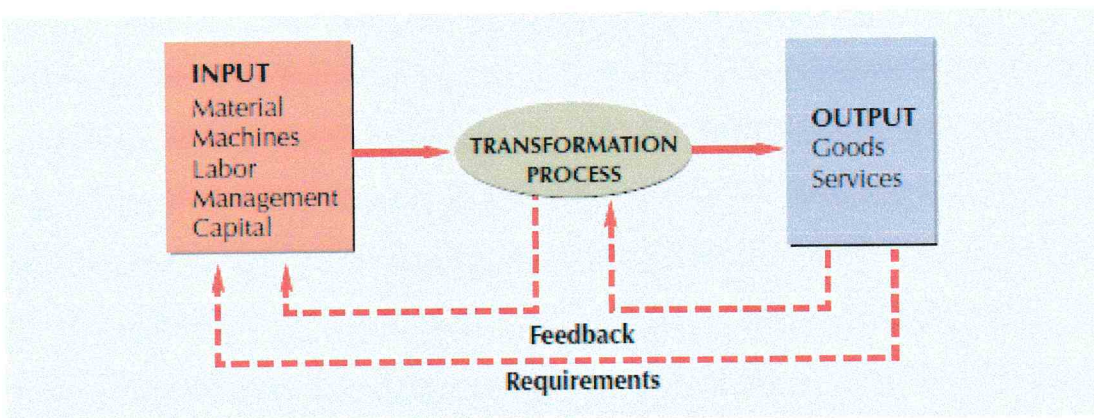 INPUT
Material
Machines
Labor
Management
Capital
TRANSFORMATION
PROCESS
OUTPUT
Goods
Services
Feedback
Requirements